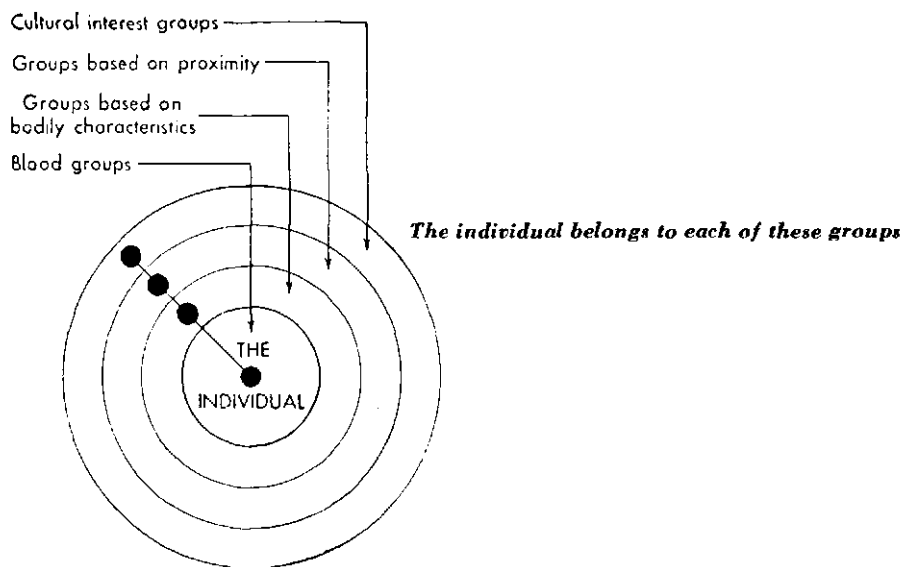 Cultural interest groups
Groups based on proximity
Groups based on
bodily characteristics
Blood groups
The individual belongs to each of these groups
THE
INDIVIDUAL